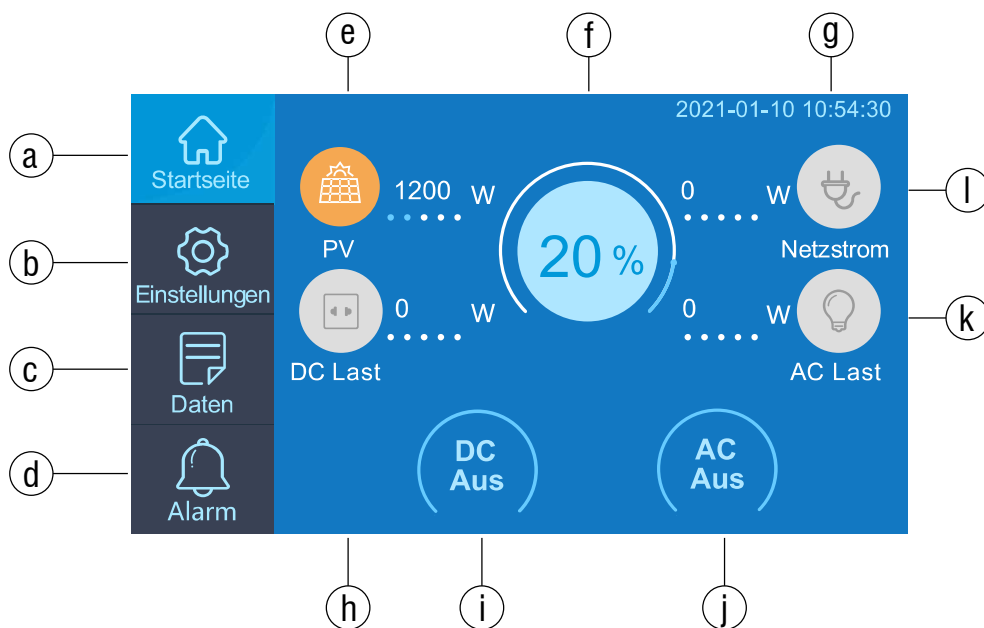 e f g
2021-01-10 10:54:30
a
Startseite
1200 W
0 W
l
PV
20 %
Netzstrom
b
Einstellungen
0 W
0 W
k
DC Last
AC Last
c
Daten
DC
Aus
AC
Aus
d
Alarm
h i j